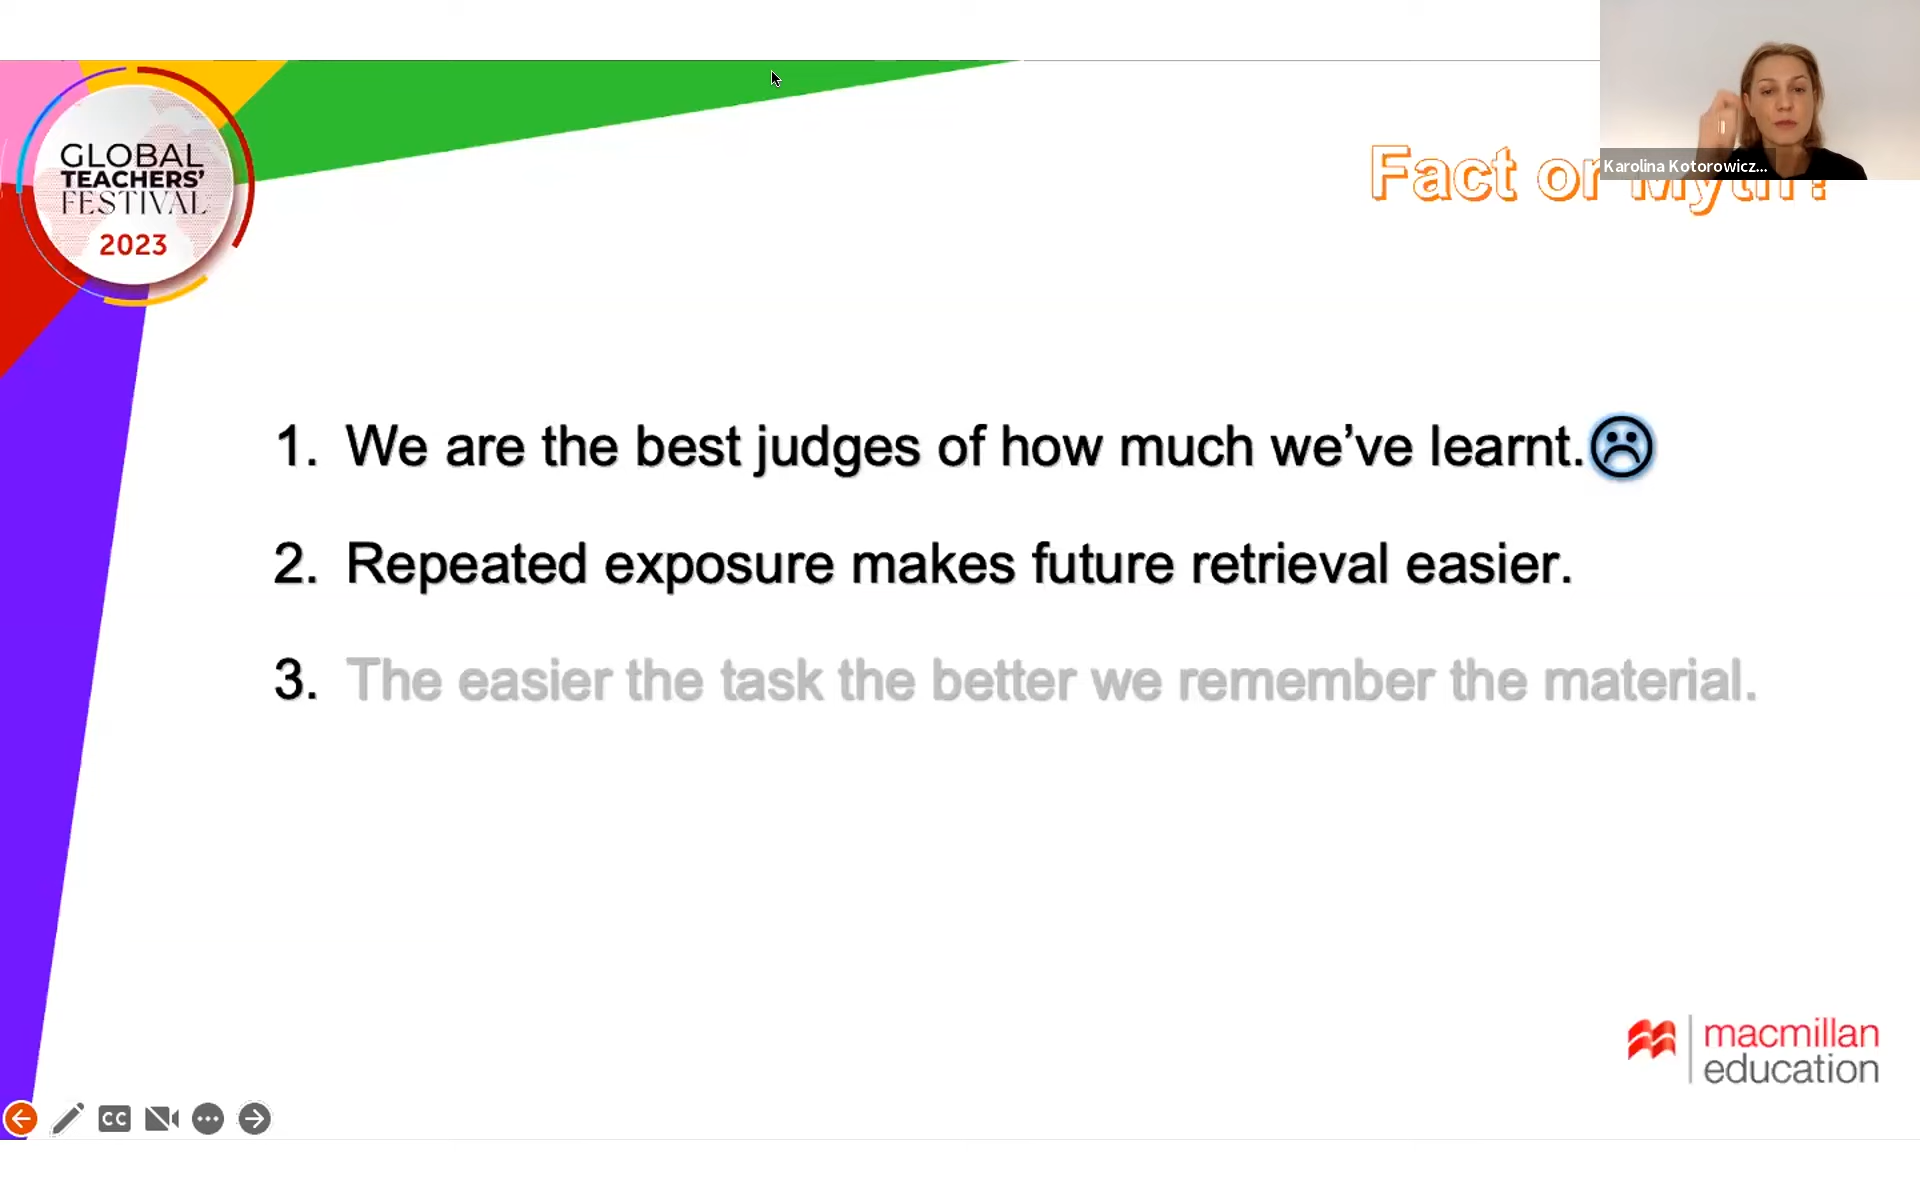 GLOBAL
TEACHERS'
FESTIVAL
2023
Karolina Kotorowicz...
Fact or Myth?
1. We are the best judges of how much we've learnt.☹
2. Repeated exposure makes future retrieval easier.
3. The easier the task the better we remember the material.
macmillan
education
CC